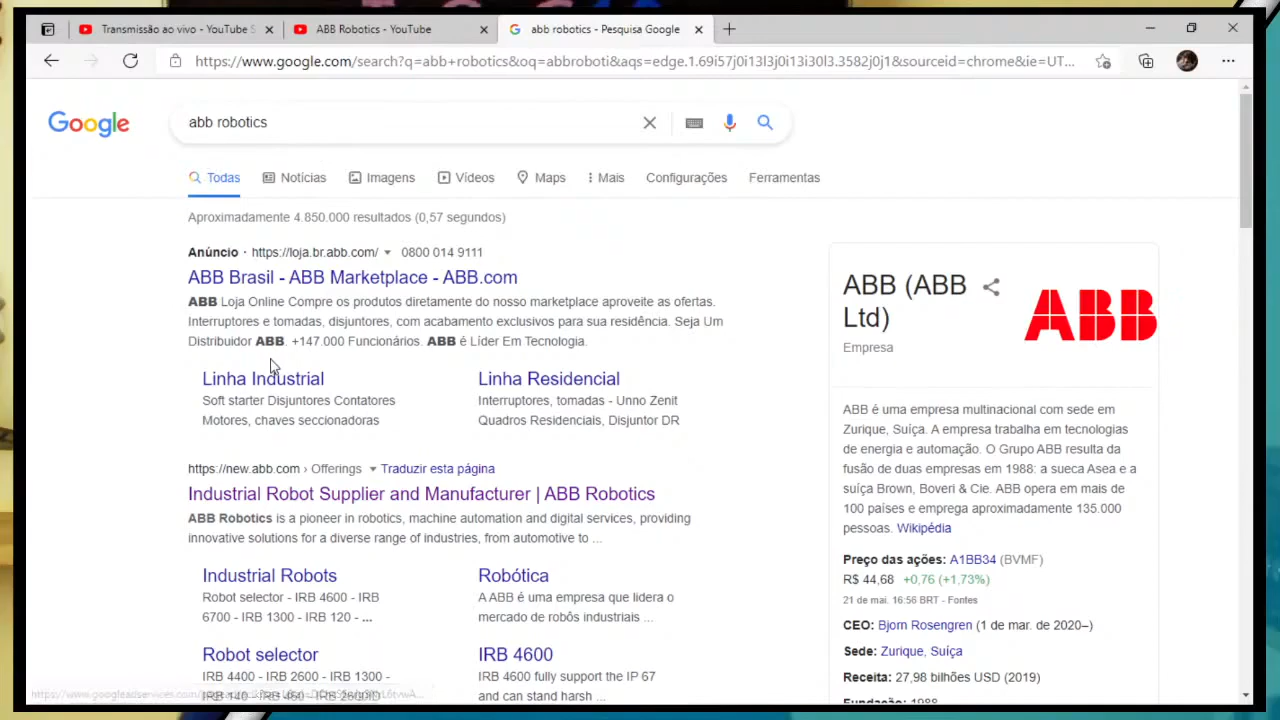 Transmissão ao vivo - YouTube S
ABB Robotics - YouTube
abb robotics - Pesquisa Google
https://www.google.com/search?q=abb+robotics&oq=abbroboti&aqs=edge.1.69i57j0i13l3j0i13i30l3.3582j0j1&sourceid=chrome&ie=UT...
Google
abb robotics
Todas
Notícias
Imagens
Vídeos
Maps
Mais
Configurações
Ferramentas
Aproximadamente 4.850.000 resultados (0,57 segundos)
Anúncio · https://loja.br.abb.com/ 0800 014 9111
ABB Brasil - ABB Marketplace - ABB.com
ABB Loja Online Compre os produtos diretamente do nosso marketplace aproveite as ofertas.
Interruptores e tomadas, disjuntores, com acabamento exclusivos para sua residência. Seja Um
Distribuidor ABB. +147.000 Funcionários. ABB é Líder Em Tecnologia.
Linha Industrial
Soft starter Disjuntores Contatores
Motores, chaves seccionadoras
Linha Residencial
Interruptores, tomadas - Unno Zenit
Quadros Residenciais, Disjuntor DR
https://new.abb.com › Offerings Traduzir esta página
Industrial Robot Supplier and Manufacturer | ABB Robotics
ABB Robotics is a pioneer in robotics, machine automation and digital services, providing
innovative solutions for a diverse range of industries, from automotive to ...
Industrial Robots
Robot selector - IRB 4600 - IRB
6700 - IRB 1300 - IRB 120 - ...
Robótica
A ABB é uma empresa que lidera o
mercado de robôs industriais ...
Robot selector
IRB 4400 - IRB 2600 - IRB 1300 -
IRB 4600
IRB 4600 fully support the IP 67
and can stand harsh ...
ABB (ABB
Ltd)
Empresa
ABB
ABB é uma empresa multinacional com sede em
Zurique, Suíça. A empresa trabalha em tecnologias
de energia e automação. O Grupo ABB resulta da
fusão de duas empresas em 1988: a sueca Asea e a
suíça Brown, Boveri & Cie. ABB opera em mais de
100 países e emprega aproximadamente 135.000
pessoas. Wikipédia
Preço das ações: A1BB34 (BVMF)
R$ 44,68 +0,76 (+1,73%)
21 de mai. 16:56 BRT - Fontes
CEO: Bjorn Rosengren (1 de mar. de 2020–)
Sede: Zurique, Suíça
Receita: 27,98 bilhões USD (2019)
Fundação: 1988